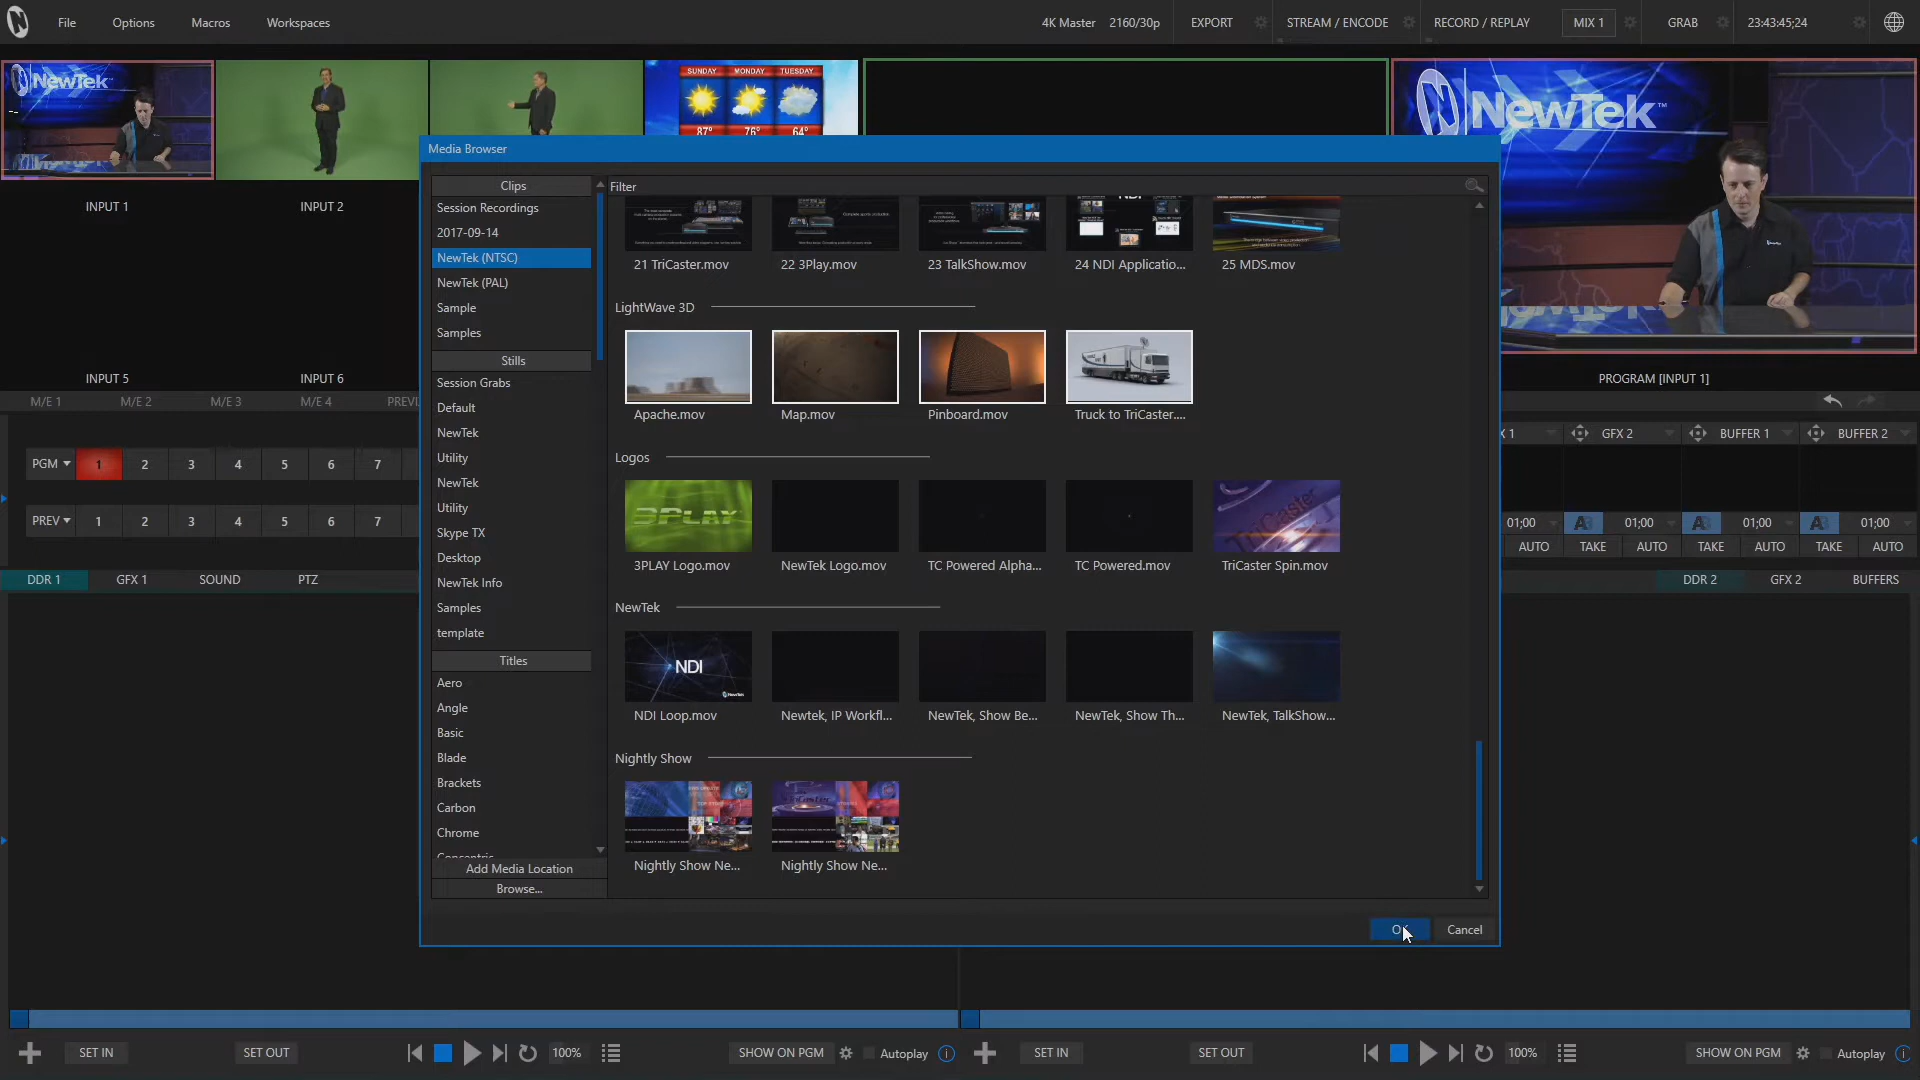 File Options Macros Workspaces 4K Master 2160/30p EXPORT STREAM / ENCODE RECORD / REPLAY MIX 1 GRAB 23:43:45;24
NewTek
SUNDAY MONDAY TUESDAY
87° 76° 64°
NewTek
INPUT 1 INPUT 2
INPUT 5 INPUT 6
PROGRAM [INPUT 1]
M/E 1 M/E 2 M/E 3 M/E 4
PGM 1 2 3 4 5 6 7
PREV 1 2 3 4 5 6 7
DDR 1 GFX 1 SOUND PTZ
Media Browser
Clips
Session Recordings
2017-09-14
NewTek (NTSC)
NewTek (PAL)
Sample
Samples
Stills
Session Grabs
Default
NewTek
Utility
NewTek
Utility
Skype TX
Desktop
NewTek Info
Samples
template
Titles
Aero
Angle
Basic
Blade
Brackets
Carbon
Chrome
Add Media Location
Browse...
Filter
21 TriCaster.mov 22 3Play.mov 23 TalkShow.mov 24 NDI Applicatio... 25 MDS.mov
LightWave 3D
Apache.mov Map.mov Pinboard.mov Truck to TriCaster....
Logos
3PLAY
TriCaster
3PLAY Logo.mov NewTek Logo.mov TC Powered Alpha... TC Powered.mov TriCaster Spin.mov
NewTek
NDI
NDI Loop.mov Newtek, IP Workfl... NewTek, Show Be... NewTek, Show Th... NewTek, TalkShow...
Nightly Show
Nightly Show Ne... Nightly Show Ne...
OK Cancel
GFX 2 BUFFER 1 BUFFER 2
01;00 01;00 01;00 01;00
AUTO TAKE AUTO TAKE AUTO TAKE AUTO
DDR 2 GFX 2 BUFFERS
SET IN SET OUT 100% SHOW ON PGM Autoplay
SET IN SET OUT 100% SHOW ON PGM Autoplay